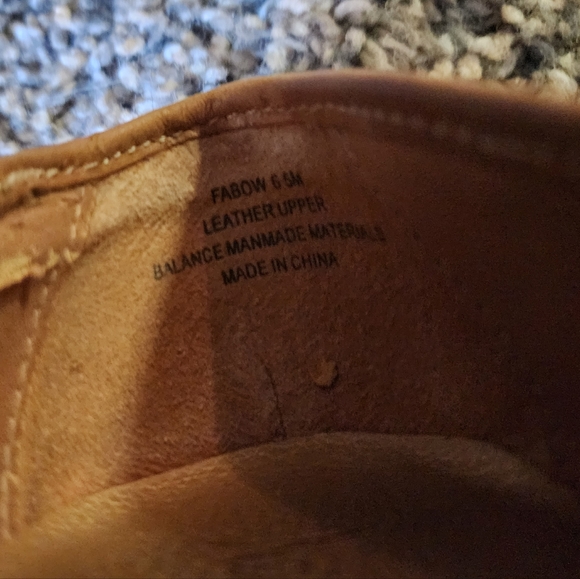 FABOW 6 5M
LEATHER UPPER
BALANCE MANMADE MATERIALS
MADE IN CHINA